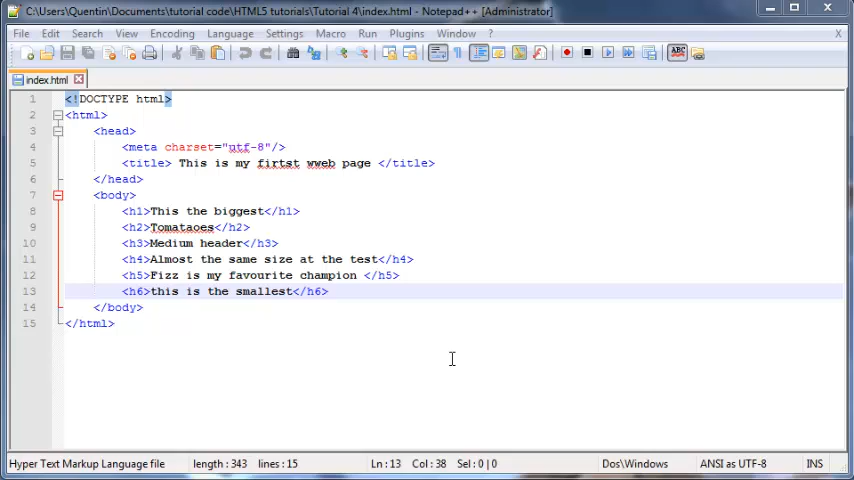 C:\Users\Quentin\Documents\tutorial code\HTML5 tutorials\Tutorial 4\index.html - Notepad++ [Administrator]
File Edit Search View Encoding Language Settings Macro Run Plugins Window ? X
ABC
index.html
1 <!DOCTYPE html>
2 <html>
3 <head>
4 <meta charset="utf-8"/>
5 <title> This is my firtst wweb page </title>
6 </head>
7 <body>
8 <h1>This the biggest</h1>
9 <h2>Tomataoes</h2>
10 <h3>Medium header</h3>
11 <h4>Almost the same size at the test</h4>
12 <h5>Fizz is my favourite champion </h5>
13 <h6>this is the smallest</h6>
14 </body>
15 </html>
Hyper Text Markup Language file length : 343 lines : 15 Ln : 13 Col : 38 Sel : 0 | 0 Dos\Windows ANSI as UTF-8 INS